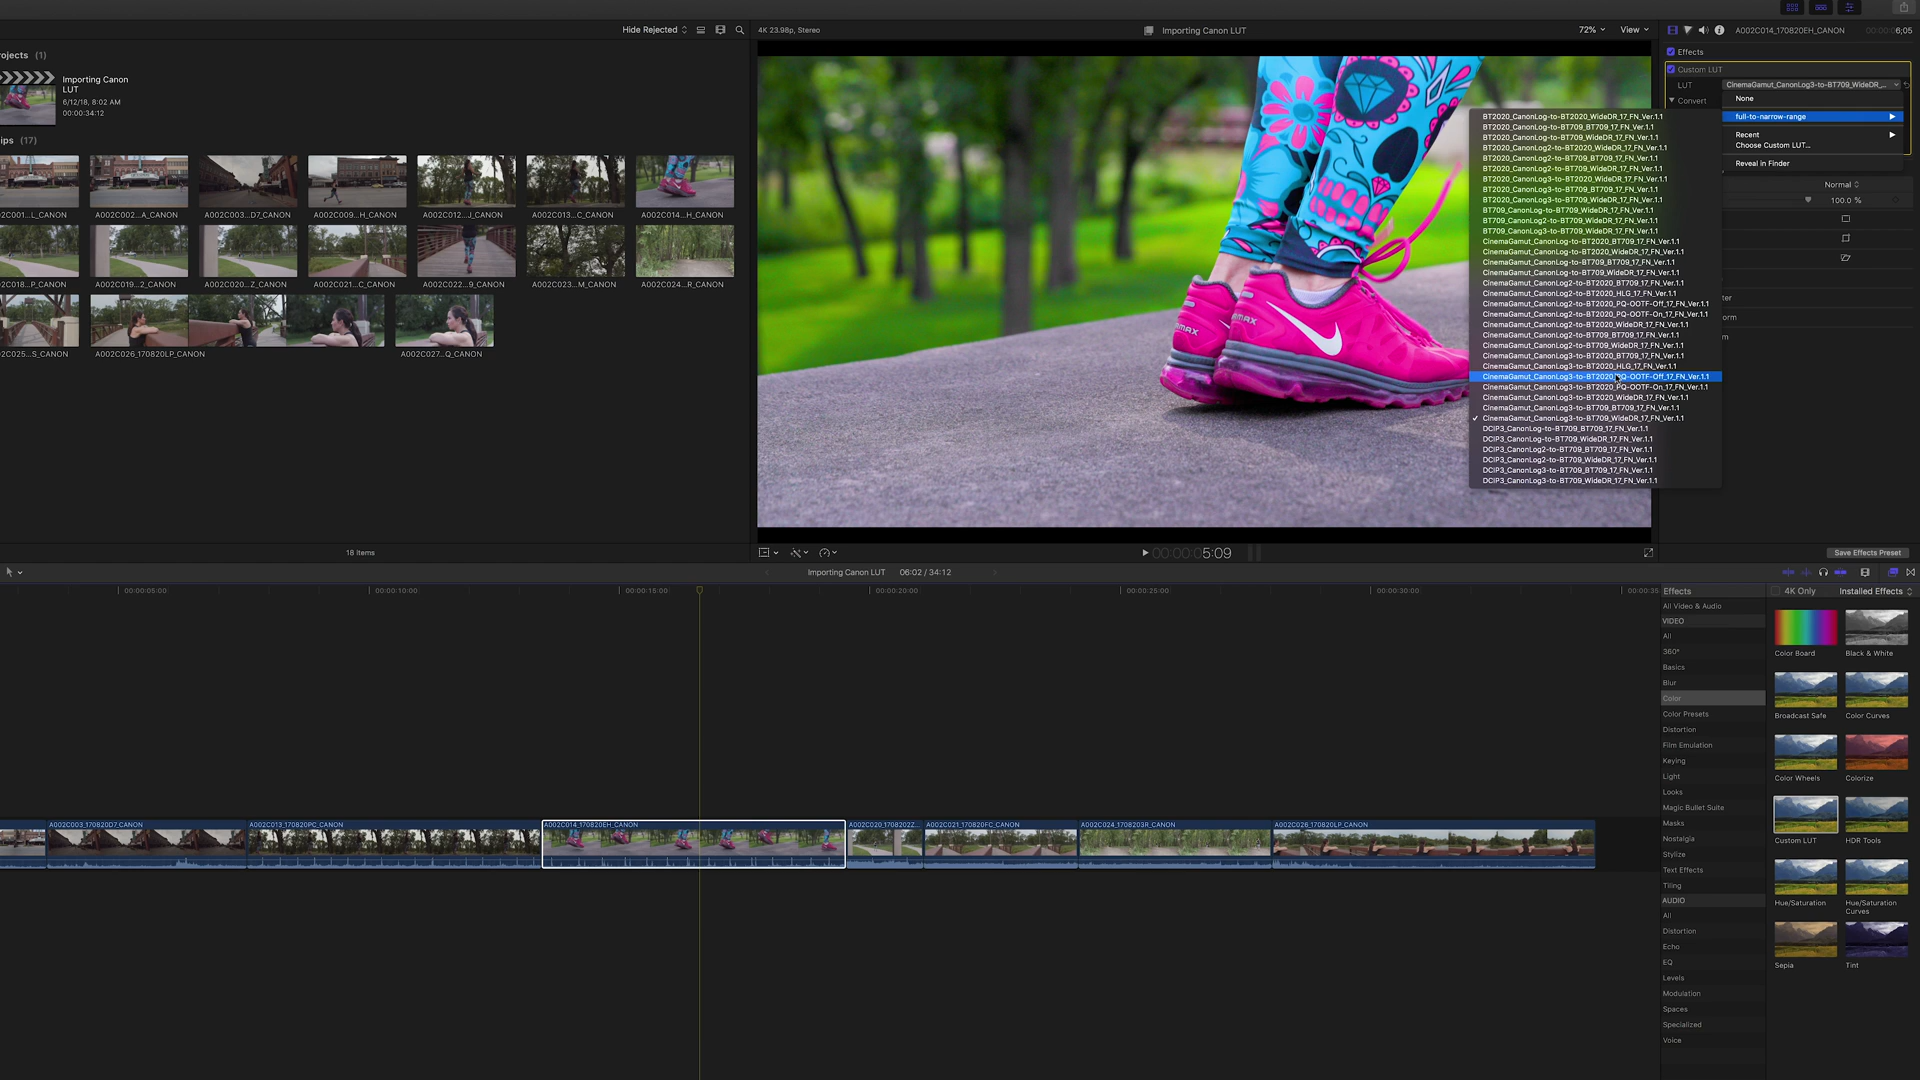 Hide Rejected
4K 23.98p, Stereo
Importing Canon LUT
72%
View
A002C014_170820EH_CANON
6;05
rojects (1)
Importing Canon
LUT
6/12/18, 8:02 AM
00:00:34:12
ips (17)
2C001...L_CANON
A002C002...A_CANON
A002C003...D7_CANON
A002C009...H_CANON
A002C012...J_CANON
A002C013...C_CANON
A002C014...H_CANON
2C018...P_CANON
A002C019...2_CANON
A002C020...Z_CANON
A002C021...C_CANON
A002C022...9_CANON
A002C023...M_CANON
A002C024...R_CANON
2C025...S_CANON
A002C026_170820LP_CANON
A002C027...Q_CANON
18 items
Effects
Custom LUT
LUT
CinemaGamut_CanonLog3-to-BT709_WideDR_...
Convert
None
full-to-narrow-range
Recent
Choose Custom LUT...
Reveal in Finder
Normal
100.0 %
ter
orm
m
BT2020_CanonLog-to-BT2020_WideDR_17_FN_Ver.1.1
BT2020_CanonLog-to-BT709_BT709_17_FN_Ver.1.1
BT2020_CanonLog-to-BT709_WideDR_17_FN_Ver.1.1
BT2020_CanonLog2-to-BT2020_WideDR_17_FN_Ver.1.1
BT2020_CanonLog2-to-BT709_BT709_17_FN_Ver.1.1
BT2020_CanonLog2-to-BT709_WideDR_17_FN_Ver.1.1
BT2020_CanonLog3-to-BT2020_WideDR_17_FN_Ver.1.1
BT2020_CanonLog3-to-BT709_BT709_17_FN_Ver.1.1
BT2020_CanonLog3-to-BT709_WideDR_17_FN_Ver.1.1
BT709_CanonLog-to-BT709_WideDR_17_FN_Ver.1.1
BT709_CanonLog2-to-BT709_WideDR_17_FN_Ver.1.1
BT709_CanonLog3-to-BT709_WideDR_17_FN_Ver.1.1
CinemaGamut_CanonLog-to-BT2020_BT709_17_FN_Ver.1.1
CinemaGamut_CanonLog-to-BT2020_WideDR_17_FN_Ver.1.1
CinemaGamut_CanonLog-to-BT709_BT709_17_FN_Ver.1.1
CinemaGamut_CanonLog-to-BT709_WideDR_17_FN_Ver.1.1
CinemaGamut_CanonLog2-to-BT2020_BT709_17_FN_Ver.1.1
CinemaGamut_CanonLog2-to-BT2020_HLG_17_FN_Ver.1.1
CinemaGamut_CanonLog2-to-BT2020_PQ-OOTF-Off_17_FN_Ver.1.1
CinemaGamut_CanonLog2-to-BT2020_PQ-OOTF-On_17_FN_Ver.1.1
CinemaGamut_CanonLog2-to-BT2020_WideDR_17_FN_Ver.1.1
CinemaGamut_CanonLog2-to-BT709_BT709_17_FN_Ver.1.1
CinemaGamut_CanonLog2-to-BT709_WideDR_17_FN_Ver.1.1
CinemaGamut_CanonLog3-to-BT2020_BT709_17_FN_Ver.1.1
CinemaGamut_CanonLog3-to-BT2020_HLG_17_FN_Ver.1.1
CinemaGamut_CanonLog3-to-BT2020_PQ-OOTF-Off_17_FN_Ver.1.1
CinemaGamut_CanonLog3-to-BT2020_PQ-OOTF-On_17_FN_Ver.1.1
CinemaGamut_CanonLog3-to-BT2020_WideDR_17_FN_Ver.1.1
CinemaGamut_CanonLog3-to-BT709_BT709_17_FN_Ver.1.1
✓ CinemaGamut_CanonLog3-to-BT709_WideDR_17_FN_Ver.1.1
DCIP3_CanonLog-to-BT709_BT709_17_FN_Ver.1.1
DCIP3_CanonLog-to-BT709_WideDR_17_FN_Ver.1.1
DCIP3_CanonLog2-to-BT709_BT709_17_FN_Ver.1.1
DCIP3_CanonLog2-to-BT709_WideDR_17_FN_Ver.1.1
DCIP3_CanonLog3-to-BT709_BT709_17_FN_Ver.1.1
DCIP3_CanonLog3-to-BT709_WideDR_17_FN_Ver.1.1
00:00:05:09
Save Effects Preset
Importing Canon LUT
06:02 / 34:12
00:00:05:00
00:00:10:00
00:00:15:00
00:00:20:00
00:00:25:00
00:00:30:00
00:00:35
A002C003_170820D7_CANON
A002C013_170820PC_CANON
A002C014_170820EH_CANON
A002C020_1708202Z...
A002C021_170820FC_CANON
A002C024_1708203R_CANON
A002C026_170820LP_CANON
Effects
4K Only
Installed Effects
All Video & Audio
VIDEO
All
360°
Basics
Blur
Color
Color Presets
Distortion
Film Emulation
Keying
Light
Looks
Magic Bullet Suite
Masks
Nostalgia
Stylize
Text Effects
Tiling
AUDIO
All
Distortion
Echo
EQ
Levels
Modulation
Spaces
Specialized
Voice
Color Board
Black & White
Broadcast Safe
Color Curves
Color Wheels
Colorize
Custom LUT
HDR Tools
Hue/Saturation
Hue/Saturation
Curves
Sepia
Tint